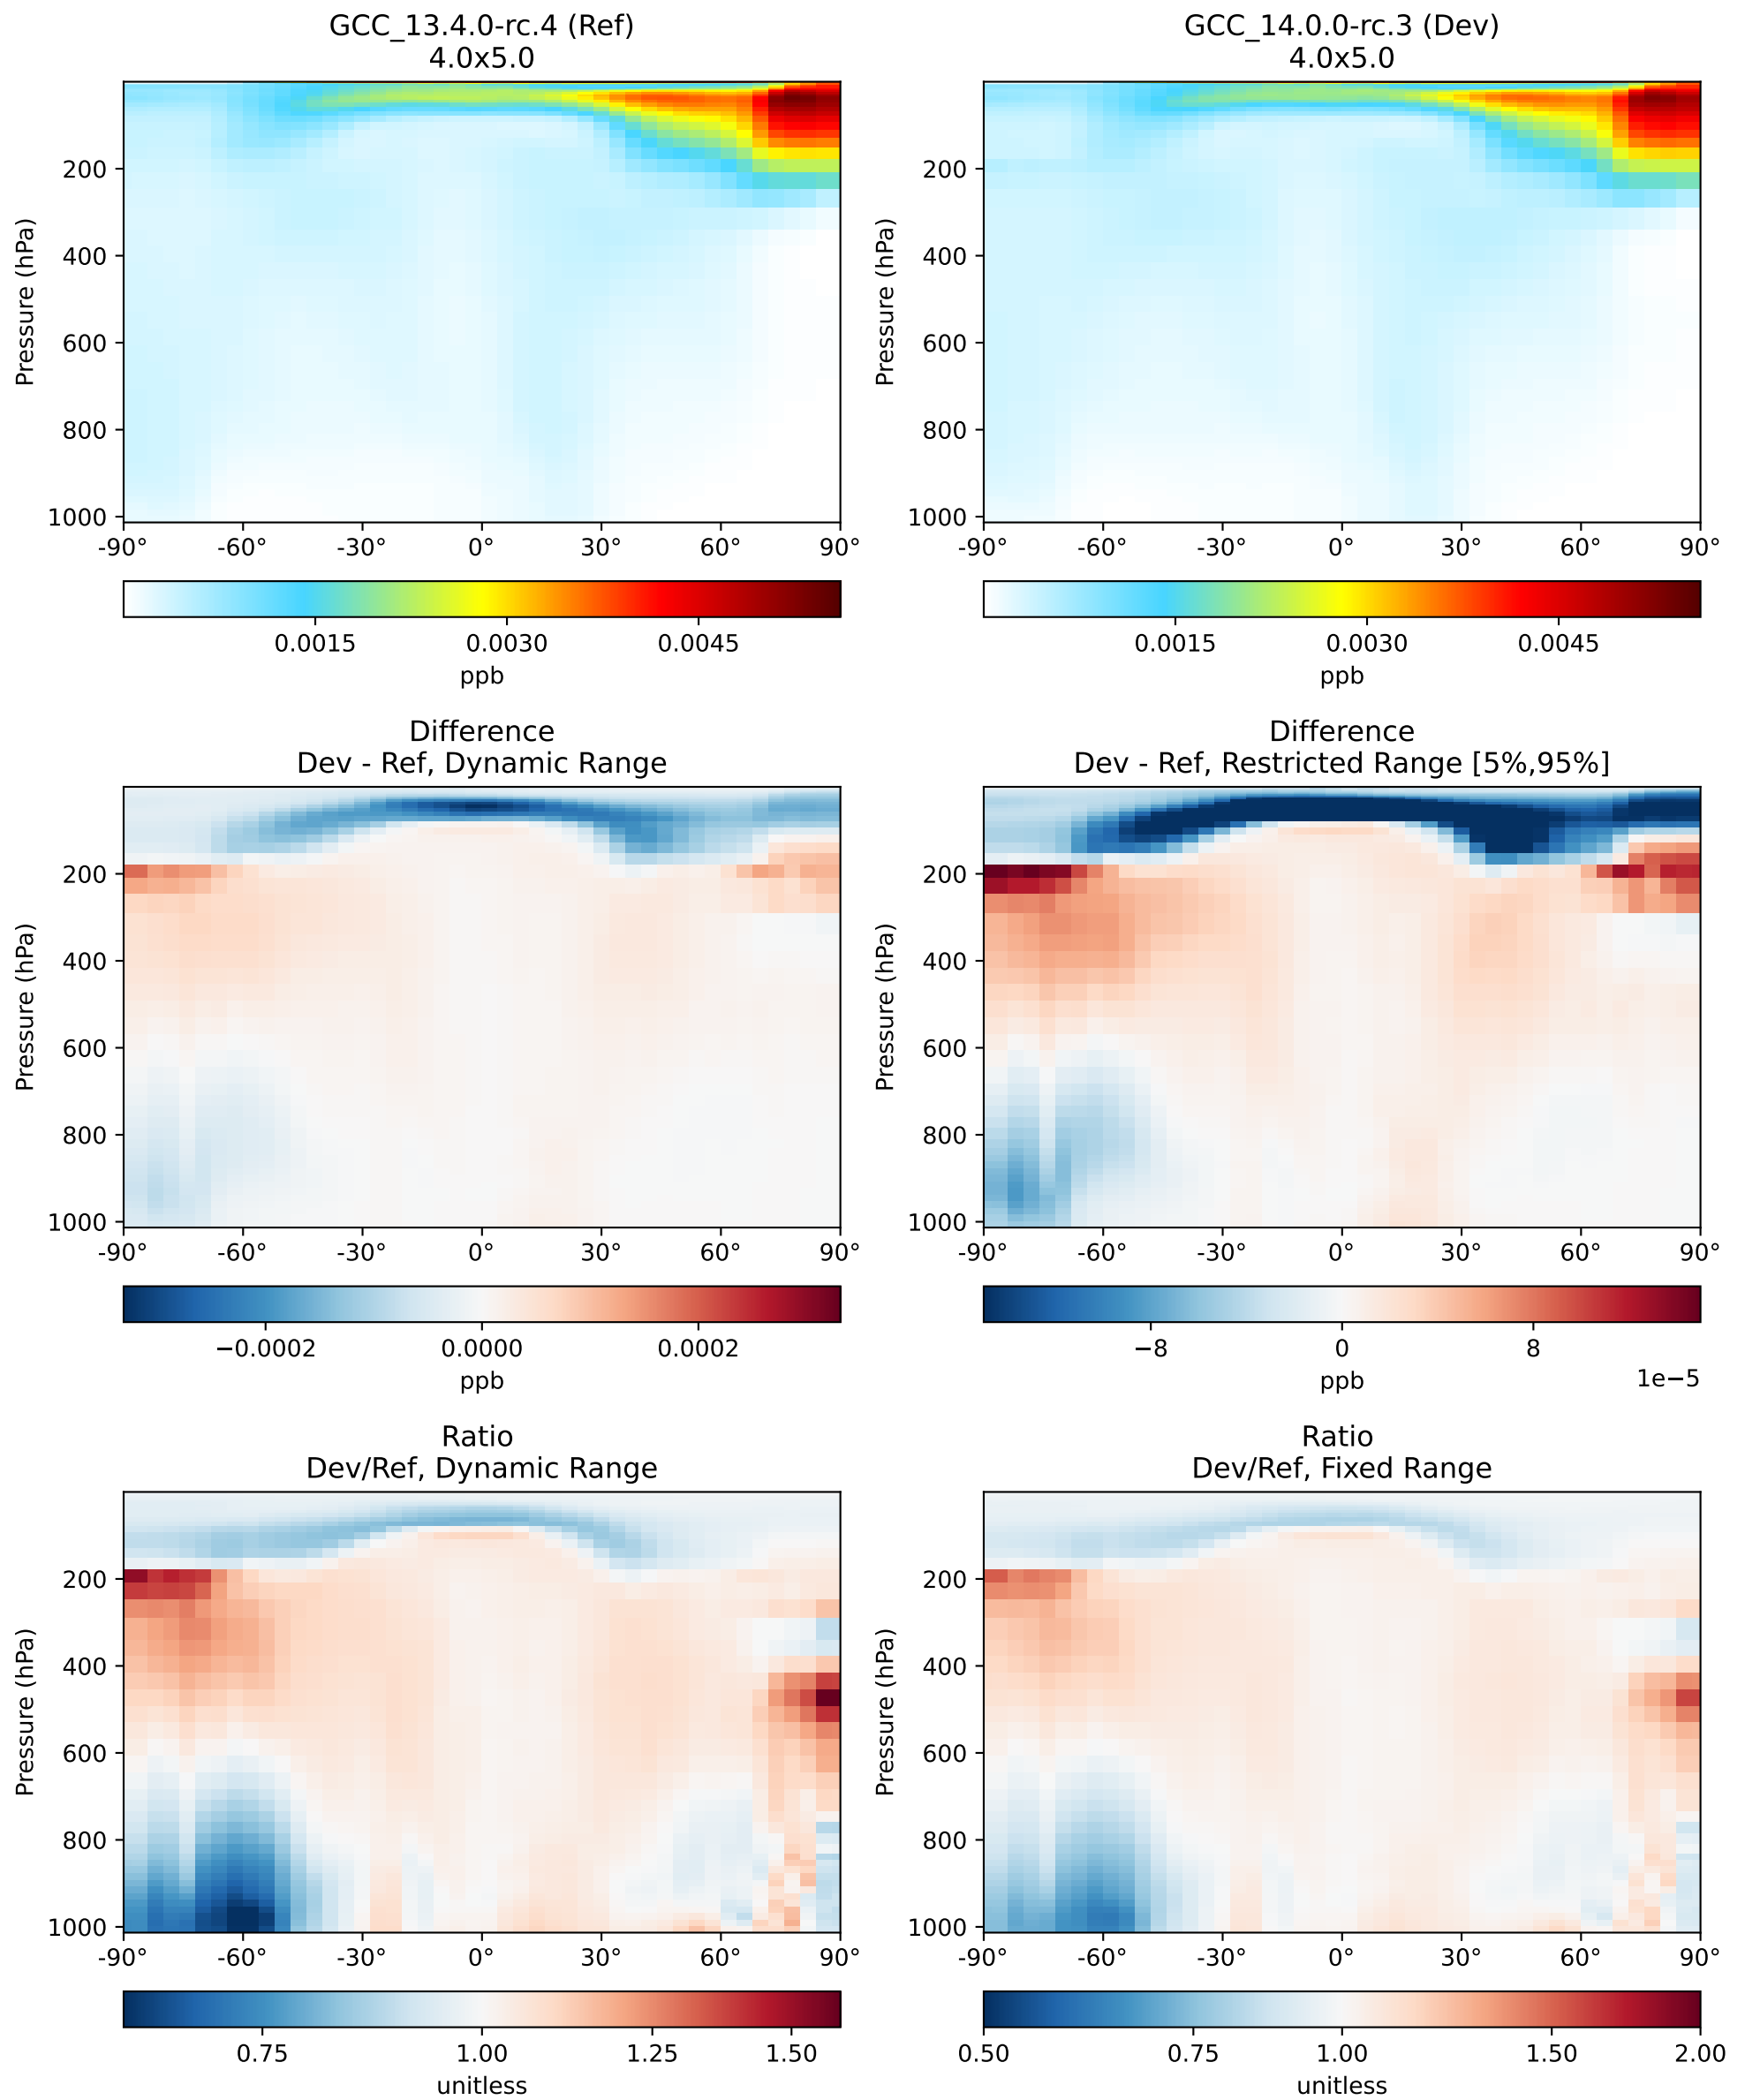 GCC_13.4.0-rc.4 (Ref)
4.0x5.0
Pressure (hPa)
200
400
600
800
1000
-90° -60° -30° 0° 30° 60° 90°
0.0015 0.0030 0.0045
ppb
GCC_14.0.0-rc.3 (Dev)
4.0x5.0
Pressure (hPa)
200
400
600
800
1000
-90° -60° -30° 0° 30° 60° 90°
0.0015 0.0030 0.0045
ppb
Difference
Dev - Ref, Dynamic Range
Pressure (hPa)
200
400
600
800
1000
-90° -60° -30° 0° 30° 60° 90°
−0.0002 0.0000 0.0002
ppb
Difference
Dev - Ref, Restricted Range [5%,95%]
Pressure (hPa)
200
400
600
800
1000
-90° -60° -30° 0° 30° 60° 90°
−8 0 8
ppb 1e−5
Ratio
Dev/Ref, Dynamic Range
Pressure (hPa)
200
400
600
800
1000
-90° -60° -30° 0° 30° 60° 90°
0.75 1.00 1.25 1.50
unitless
Ratio
Dev/Ref, Fixed Range
Pressure (hPa)
200
400
600
800
1000
-90° -60° -30° 0° 30° 60° 90°
0.50 0.75 1.00 1.50 2.00
unitless